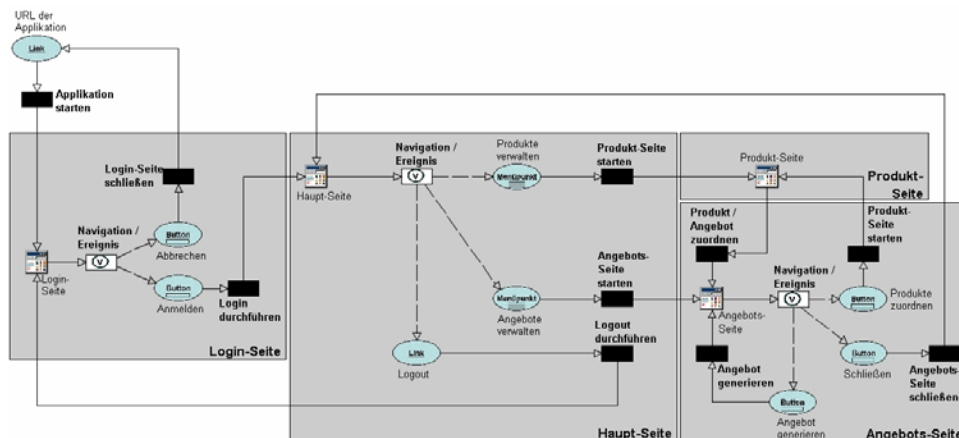 URL der
Applikation
Link
Applikation
starten
Login-Seite
schließen
Navigation /
Ereignis
Button
Abbrechen
Login-
Seite
Button
Anmelden
Login
durchführen
Login-Seite
Haupt-Seite
Navigation /
Ereignis
Produkte
verwalten
Menüpunkt
Produkt-Seite
starten
Menüpunkt
Angebote
verwalten
Angebots-
Seite
starten
Link
Logout
Logout
durchführen
Haupt-Seite
Produkt-Seite
Produkt-
Seite
Produkt /
Angebot
zuordnen
Produkt-
Seite
starten
Navigation /
Ereignis
Angebots-
Seite
Button
Produkte
zuordnen
Button
Schließen
Angebot
generieren
Button
Angebot
generieren
Angebots-
Seite
schließen
Angebots-Seite